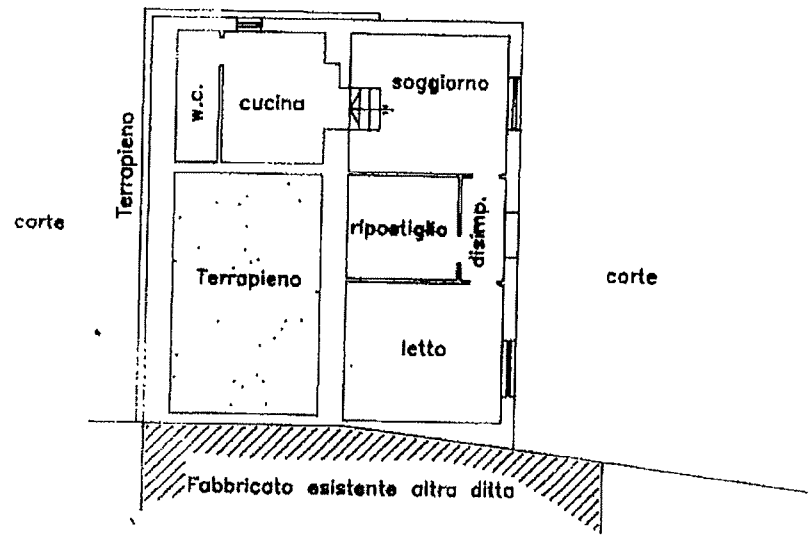 soggiorno
w.c.
cucina
Terrapieno
corte
ripostiglio
disimp.
Terrapieno
corte
letto
Fabbricato esistente altra ditta